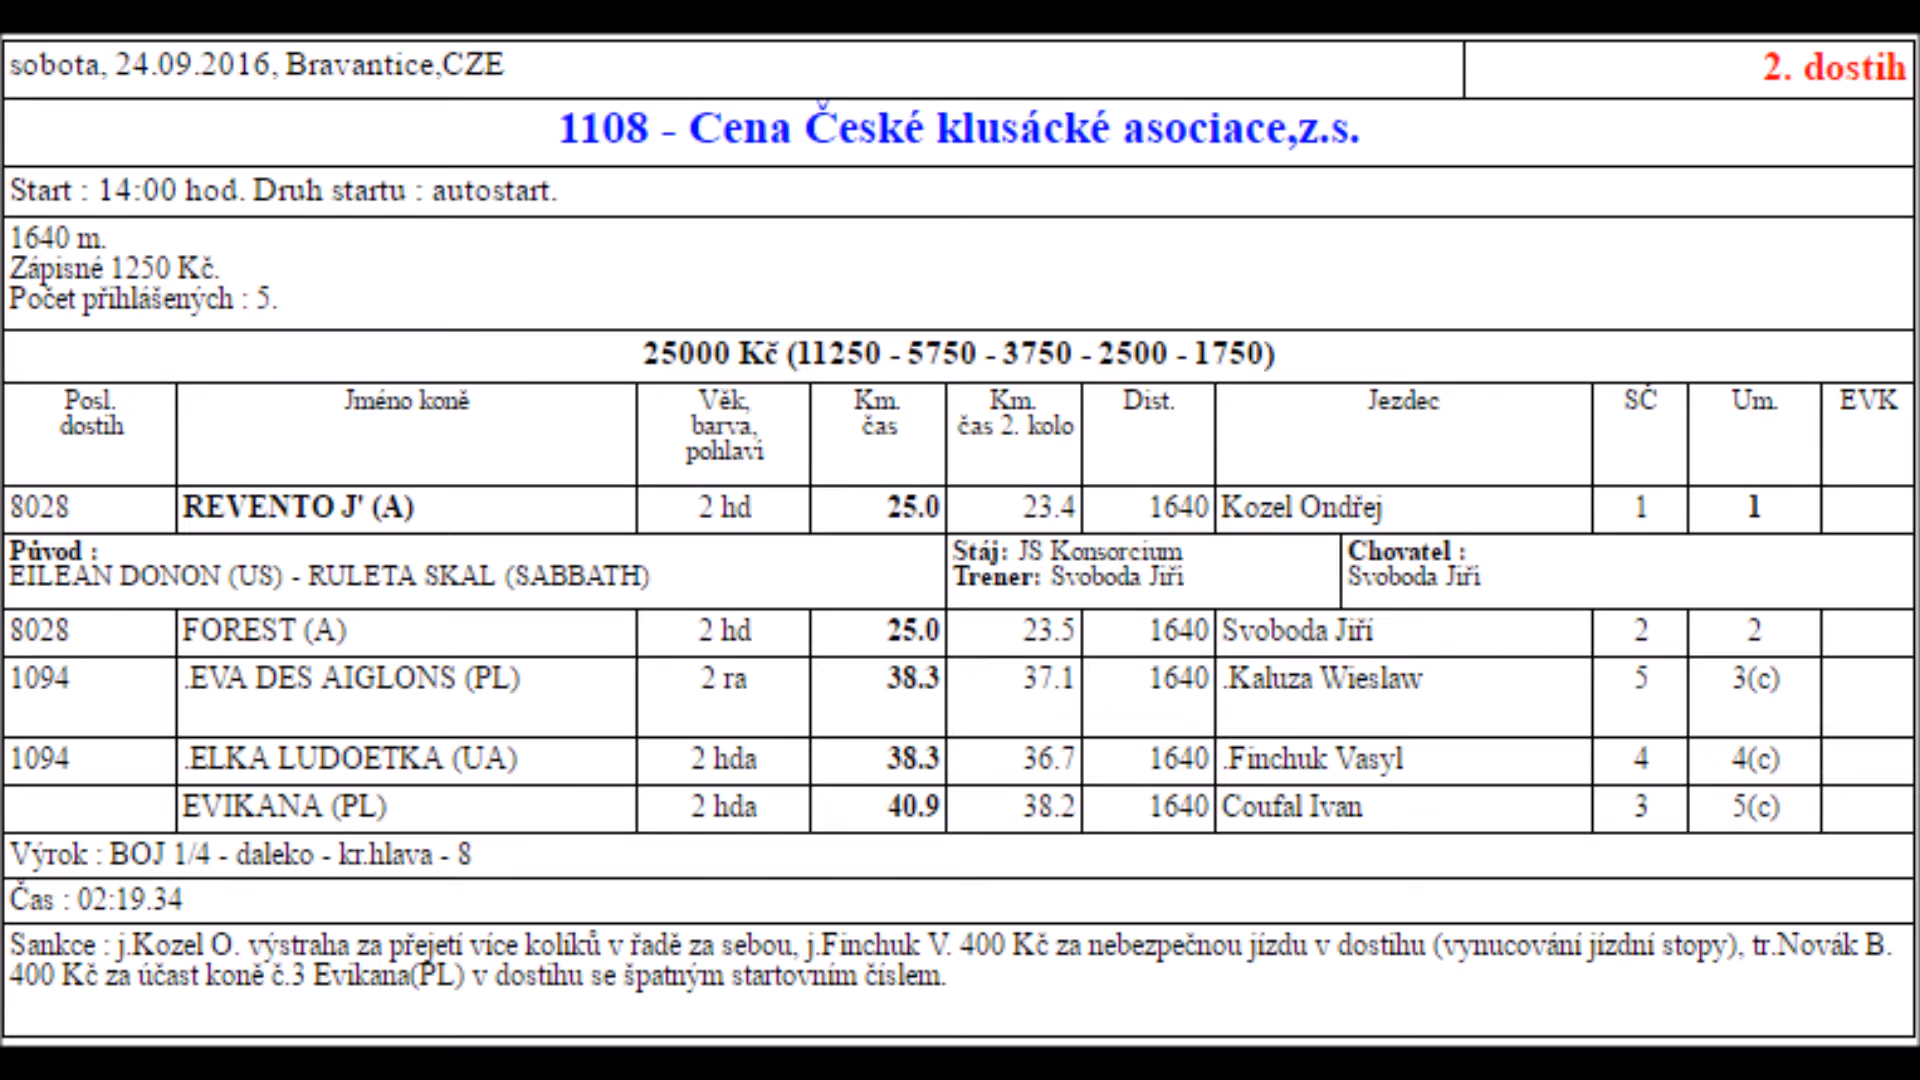 sobota, 24.09.2016, Bravantice,CZE 2. dostih
1108 - Cena České klusácké asociace,z.s.
Start : 14:00 hod. Druh startu : autostart.
1640 m.
Zápisné 1250 Kč.
Počet přihlášených : 5.
25000 Kč (11250 - 5750 - 3750 - 2500 - 1750)
Posl. dostih Jméno koně Věk, barva, pohlaví Km. čas Km. čas 2. kolo Dist. Jezdec SČ Um. EVK
8028 REVENTO J' (A) 2 hd 25.0 23.4 1640 Kozel Ondřej 1 1
Původ : Stáj: JS Konsorcium Chovatel :
EILEAN DONON (US) - RULETA SKAL (SABBATH) Trener: Svoboda Jiří Svoboda Jiří
8028 FOREST (A) 2 hd 25.0 23.5 1640 Svoboda Jiří 2 2
1094 .EVA DES AIGLONS (PL) 2 ra 38.3 37.1 1640 .Kaluza Wieslaw 5 3(c)
1094 .ELKA LUDOETKA (UA) 2 hda 38.3 36.7 1640 .Finchuk Vasyl 4 4(c)
EVIKANA (PL) 2 hda 40.9 38.2 1640 Coufal Ivan 3 5(c)
Výrok : BOJ 1/4 - daleko - kr.hlava - 8
Čas : 02:19.34
Sankce : j.Kozel O. výstraha za přejetí více kolíků v řadě za sebou, j.Finchuk V. 400 Kč za nebezpečnou jízdu v dostihu (vynucování jízdní stopy), tr.Novák B.
400 Kč za účast koně č.3 Evikana(PL) v dostihu se špatným startovním číslem.